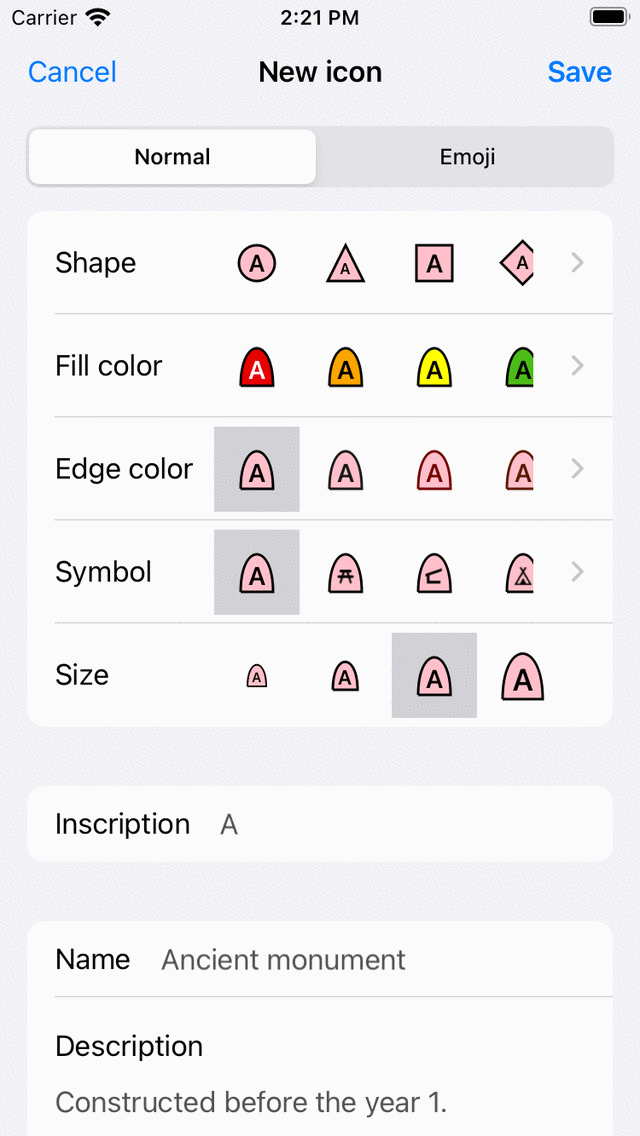 Carrier 2:21 PM
Cancel New icon Save
Normal Emoji
Shape A A A A
Fill color A A A A
Edge color A A A A
Symbol A
Size A A A A
Inscription A
Name Ancient monument
Description
Constructed before the year 1.